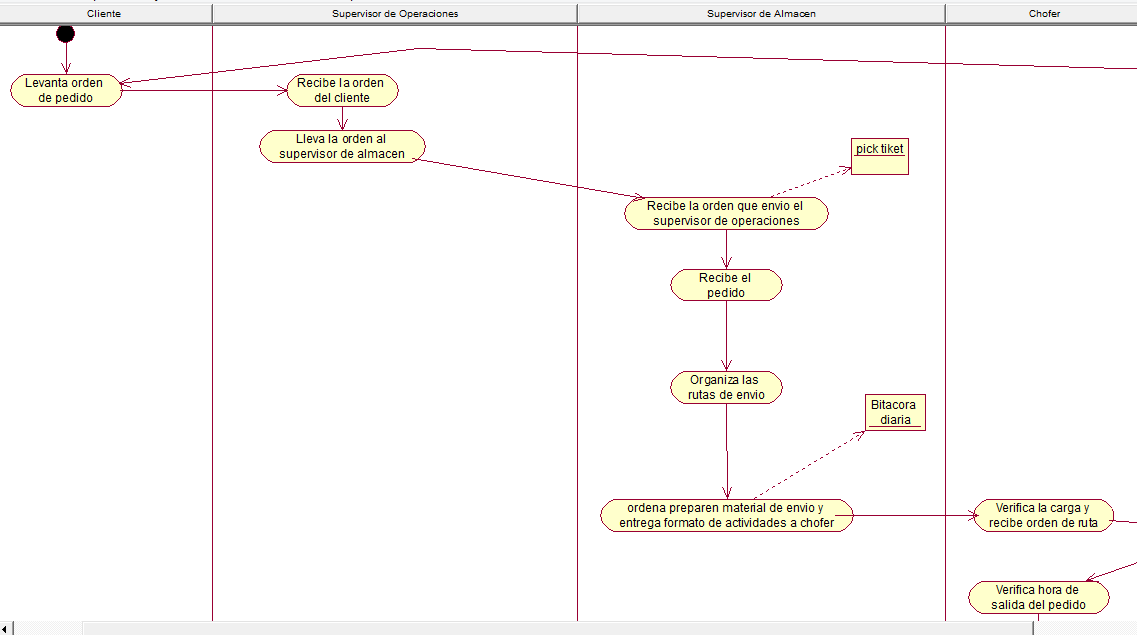 Cliente
Supervisor de Operaciones
Supervisor de Almacen
Chofer
Levanta orden
de pedido
Recibe la orden
del cliente
Lleva la orden al
supervisor de almacen
pick tiket
Recibe la orden que envio el
supervisor de operaciones
Recibe el
pedido
Organiza las
rutas de envio
Bitacora
diaria
ordena preparen material de envio y
entrega formato de actividades a chofer
Verifica la carga y
recibe orden de ruta
Verifica hora de
salida del pedido